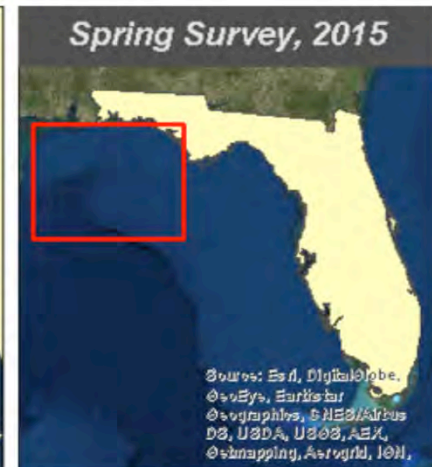 Spring Survey, 2015
Source: Esri, DigitalGlobe,
GeoEye, Earthstar
Geographics, CNES/Airbus
DS, USDA, USGS, AEX,
Getmapping, Aerogrid, IGN,